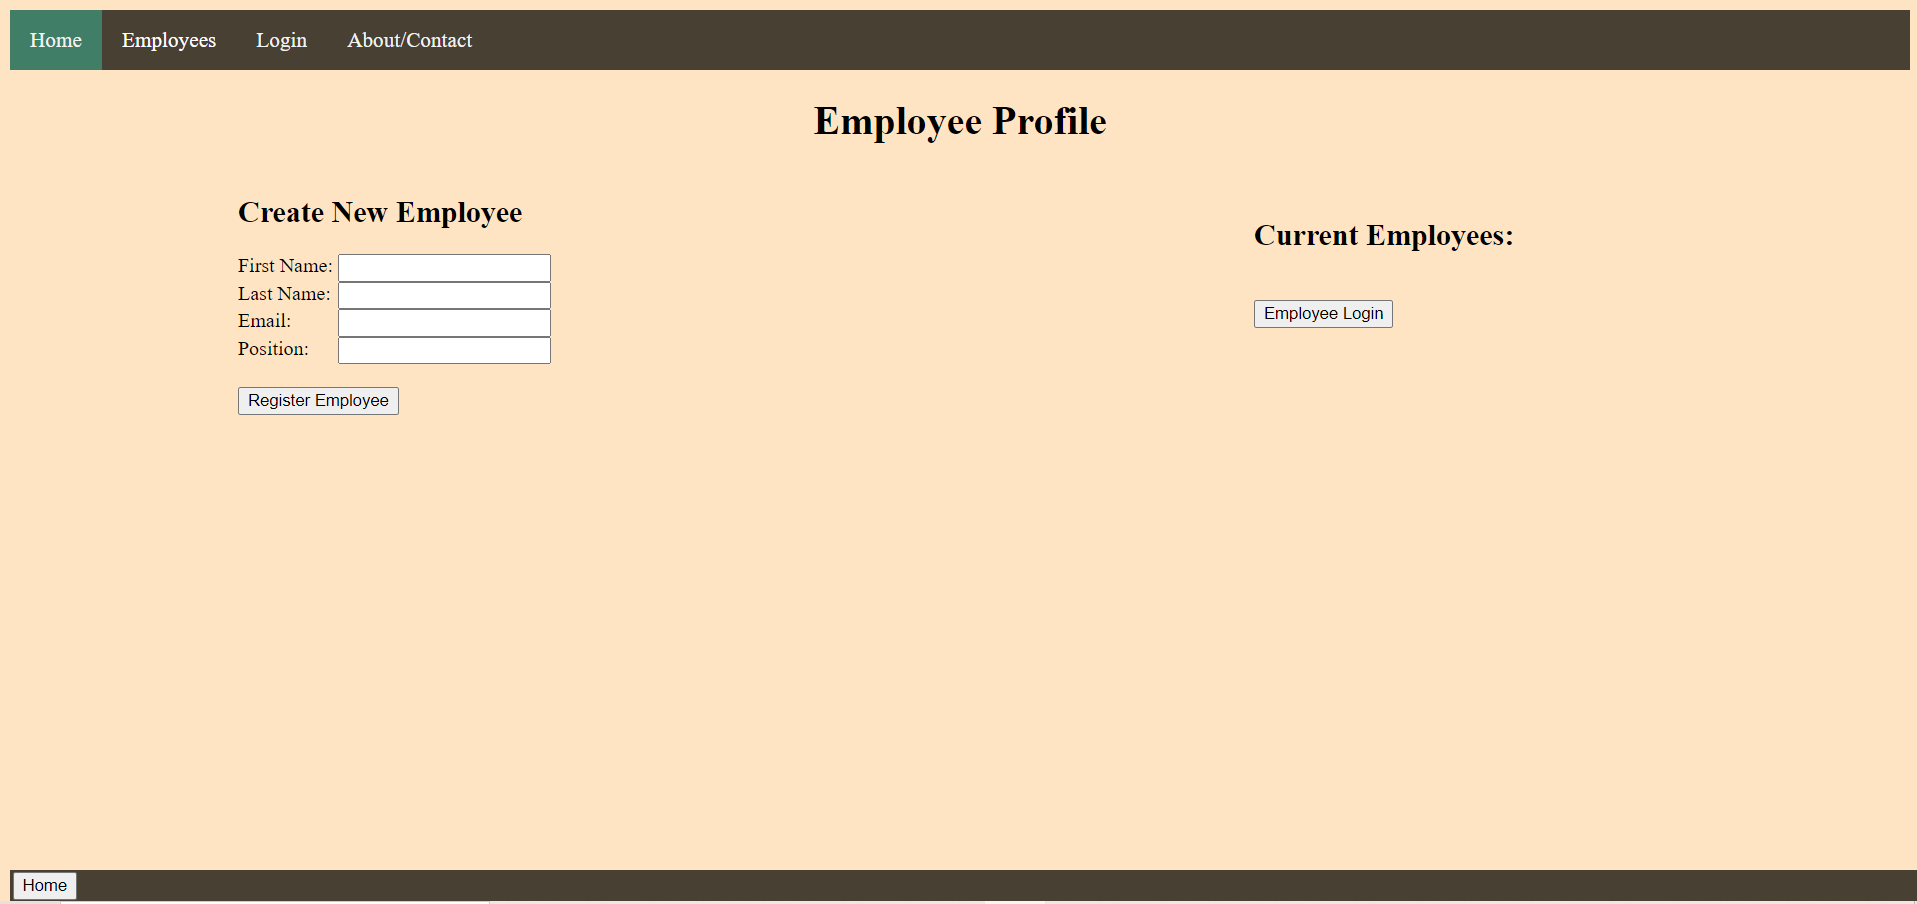 Home Employees Login About/Contact
Employee Profile
Create New Employee
First Name:
Last Name:
Email:
Position:
Register Employee
Current Employees:
Employee Login
Home